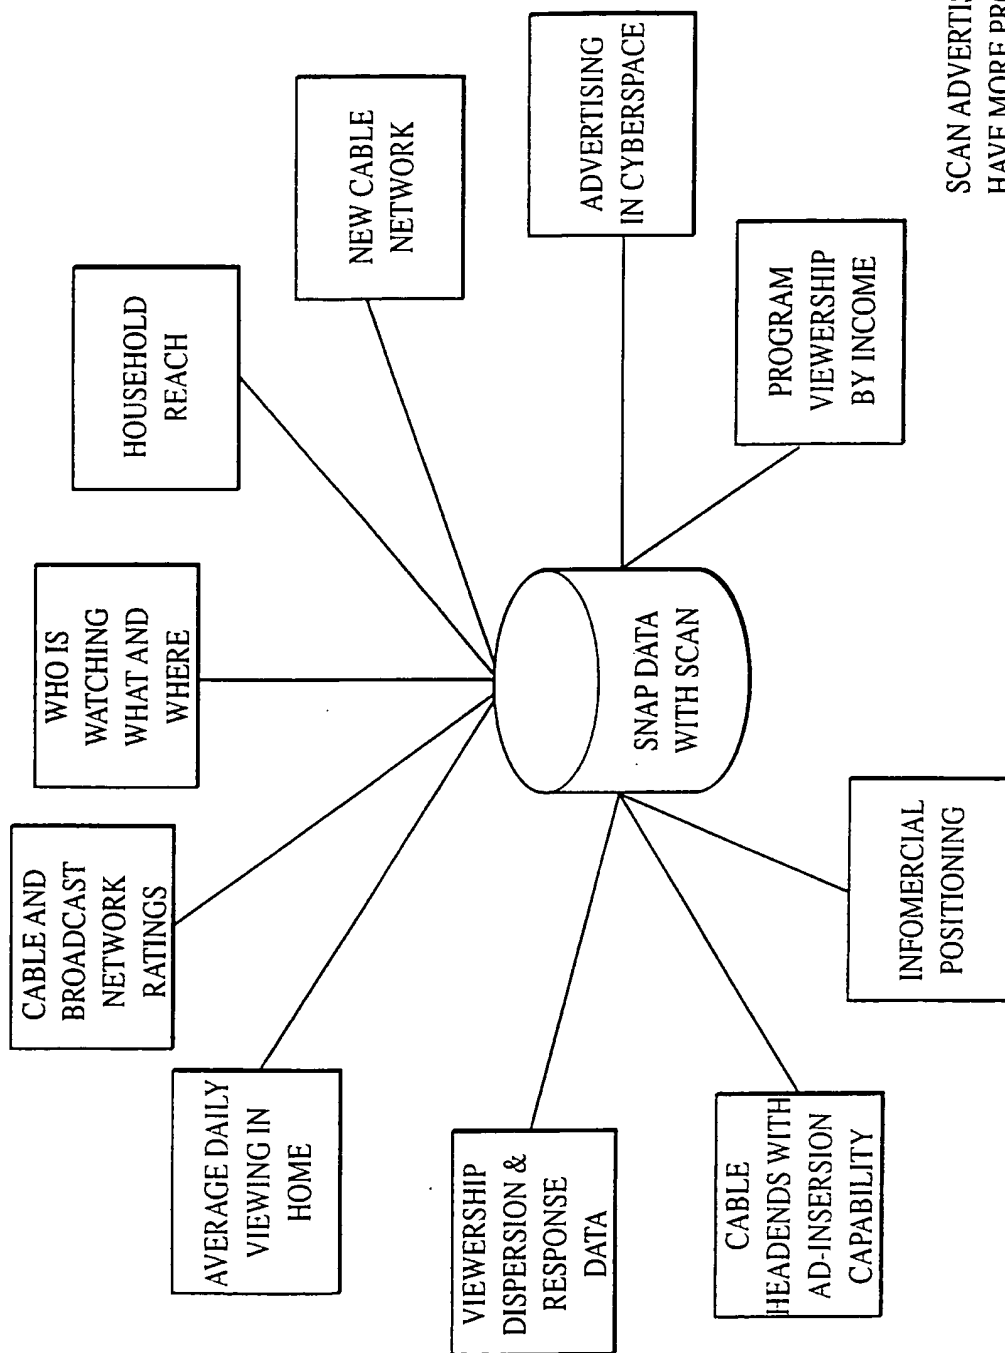 CABLE AND
BROADCAST
NETWORK
RATINGS
WHO IS
WATCHING
WHAT AND
WHERE
HOUSEHOLD
REACH
NEW CABLE
NETWORK
AVERAGE DAILY
VIEWING IN
HOME
ADVERTISING
IN CYBERSPACE
VIEWERSHIP
DISPERSION &
RESPONSE
DATA
SNAP DATA
WITH SCAN
PROGRAM
VIEWERSHIP
BY INCOME
CABLE
HEADENDS WITH
AD-INSERSION
CAPABILITY
INFOMERCIAL
POSITIONING
SCAN ADVERTIS
HAVE MORE